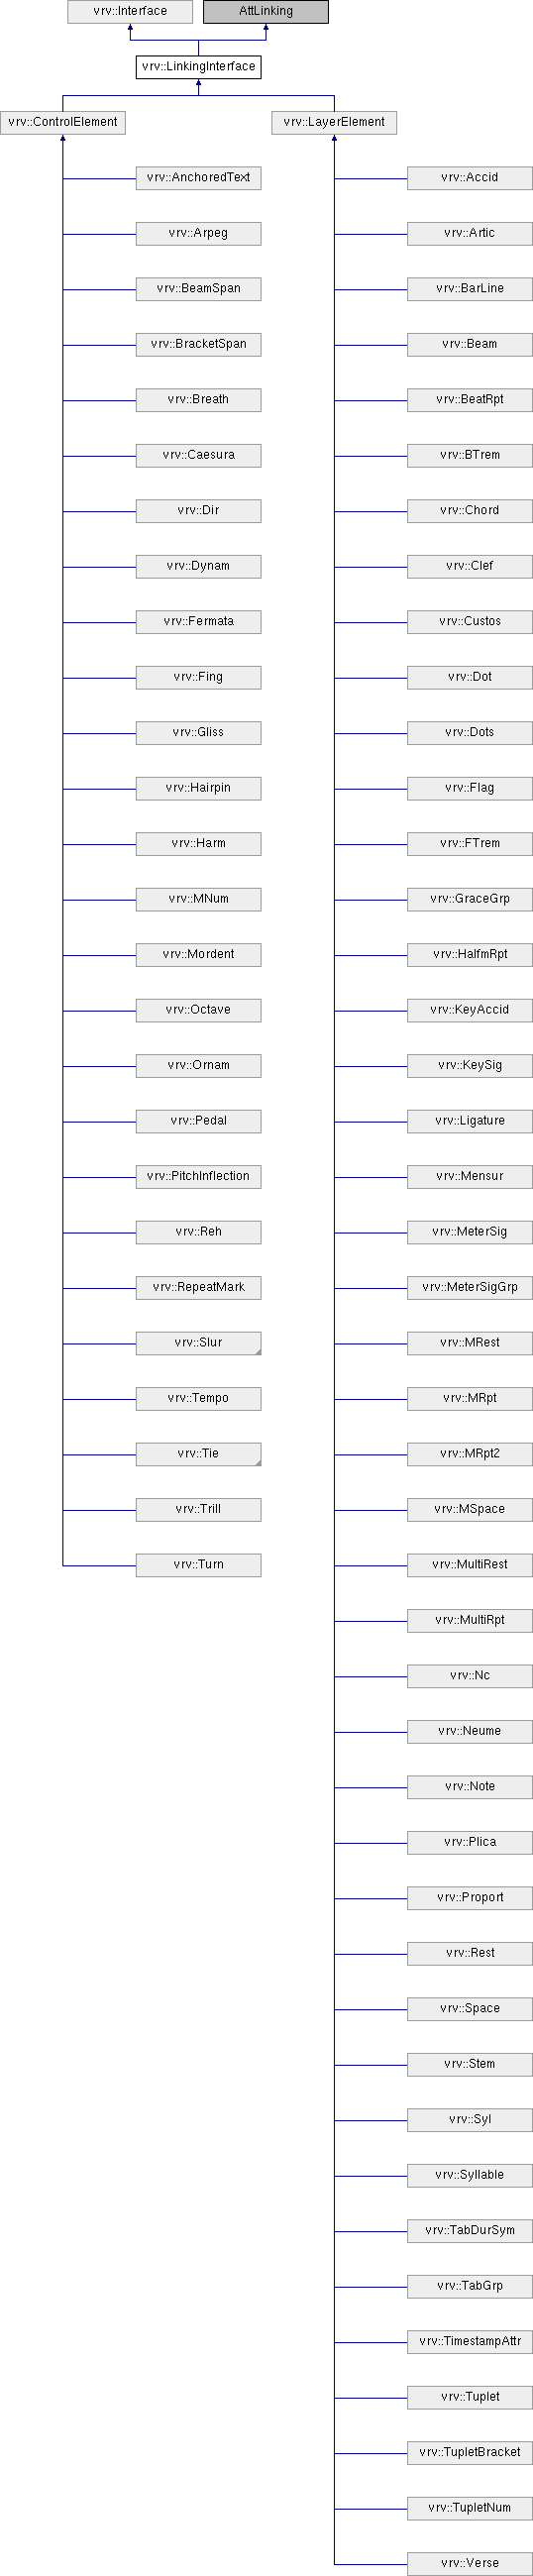 vrv::Interface
AttLinking
vrv::LinkingInterface
vrv::ControlElement
vrv::LayerElement
vrv::AnchoredText
vrv::Accid
vrv::Arpeg
vrv::Artic
vrv::BeamSpan
vrv::BarLine
vrv::BracketSpan
vrv::Beam
vrv::Breath
vrv::BeatRpt
vrv::Caesura
vrv::BTrem
vrv::Dir
vrv::Chord
vrv::Dynam
vrv::Clef
vrv::Fermata
vrv::Custos
vrv::Fing
vrv::Dot
vrv::Gliss
vrv::Dots
vrv::Hairpin
vrv::Flag
vrv::Harm
vrv::FTrem
vrv::MNum
vrv::GraceGrp
vrv::Mordent
vrv::HalfmRpt
vrv::Octave
vrv::KeyAccid
vrv::Ornam
vrv::KeySig
vrv::Pedal
vrv::Ligature
vrv::PitchInflection
vrv::Mensur
vrv::Reh
vrv::MeterSig
vrv::RepeatMark
vrv::MeterSigGrp
vrv::Slur
vrv::MRest
vrv::Tempo
vrv::MRpt
vrv::Tie
vrv::MRpt2
vrv::Trill
vrv::MSpace
vrv::Turn
vrv::MultiRest
vrv::MultiRpt
vrv::Nc
vrv::Neume
vrv::Note
vrv::Plica
vrv::Proport
vrv::Rest
vrv::Space
vrv::Stem
vrv::Syl
vrv::Syllable
vrv::TabDurSym
vrv::TabGrp
vrv::TimestampAttr
vrv::Tuplet
vrv::TupletBracket
vrv::TupletNum
vrv::Verse